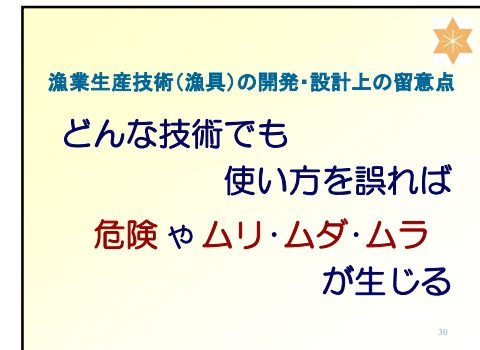 漁業生産技術(漁具)の開発・設計上の留意点
どんな技術でも
使い方を誤れば
危険 や ムリ・ムダ・ムラ
が生じる
30